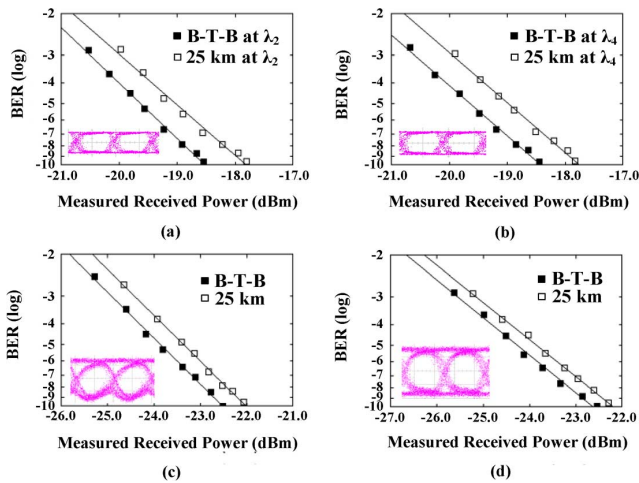 -2
-3
-4
-5
-6
-7
-8
-9
-10
BER (log)
B-T-B at λ2
25 km at λ2
-21.0 -20.0 -19.0 -18.0 -17.0
Measured Received Power (dBm)
(a)
-2
-3
-4
-5
-6
-7
-8
-9
-10
BER (log)
B-T-B at λ4
25 km at λ4
-21.0 -20.0 -19.0 -18.0 -17.0
Measured Received Power (dBm)
(b)
-2
-3
-4
-5
-6
-7
-8
-9
-10
BER (log)
B-T-B
25 km
-26.0 -25.0 -24.0 -23.0 -22.0 -21.0
Measured Received Power (dBm)
(c)
-2
-3
-4
-5
-6
-7
-8
-9
-10
BER (log)
B-T-B
25 km
-27.0 -26.0 -25.0 -24.0 -23.0 -22.0
Measured Received Power (dBm)
(d)